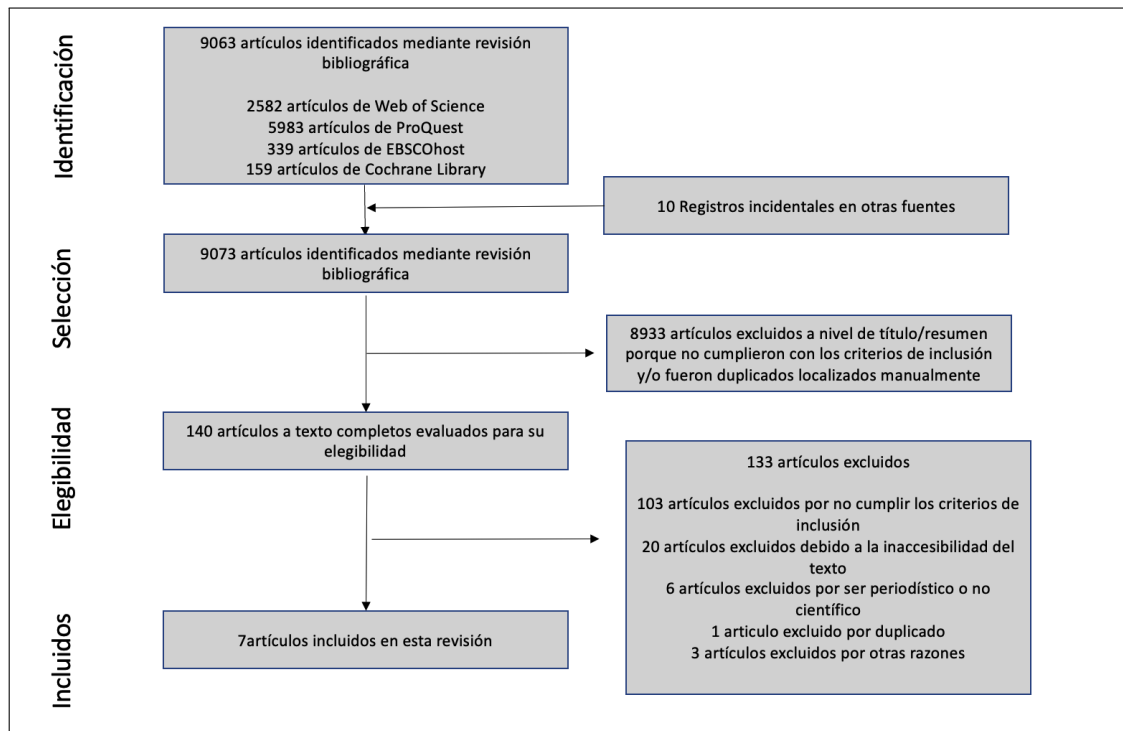 Identificación
9063 artículos identificados mediante revisión
bibliográfica
2582 artículos de Web of Science
5983 artículos de ProQuest
339 artículos de EBSCOhost
159 artículos de Cochrane Library
10 Registros incidentales en otras fuentes
Selección
9073 artículos identificados mediante revisión
bibliográfica
8933 artículos excluidos a nivel de título/resumen
porque no cumplieron con los criterios de inclusión
y/o fueron duplicados localizados manualmente
Elegibilidad
140 artículos a texto completos evaluados para su
elegibilidad
133 artículos excluidos
103 artículos excluidos por no cumplir los criterios de
inclusión
20 artículos excluidos debido a la inaccesibilidad del
texto
6 artículos excluidos por ser periodístico o no
científico
1 articulo excluido por duplicado
3 artículos excluidos por otras razones
Incluidos
7artículos incluidos en esta revisión